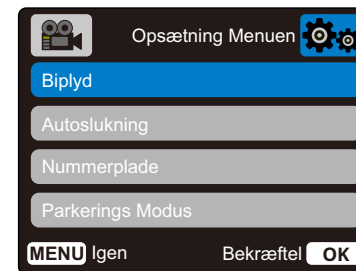 Opsætning Menuen
Biplyd
Autoslukning
Nummerplade
Parkerings Modus
MENU Igen Bekræftel OK